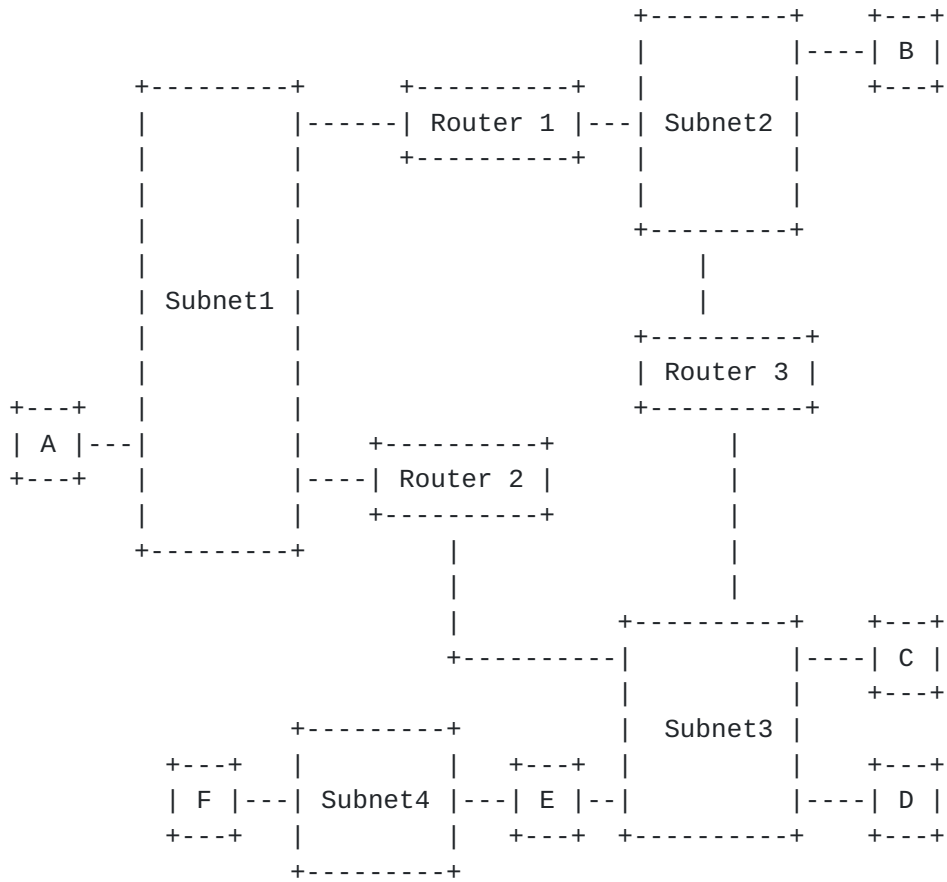 B
Router 1 Subnet2
Subnet1
Router 3
A
Router 2
C
Subnet3
F Subnet4 E D